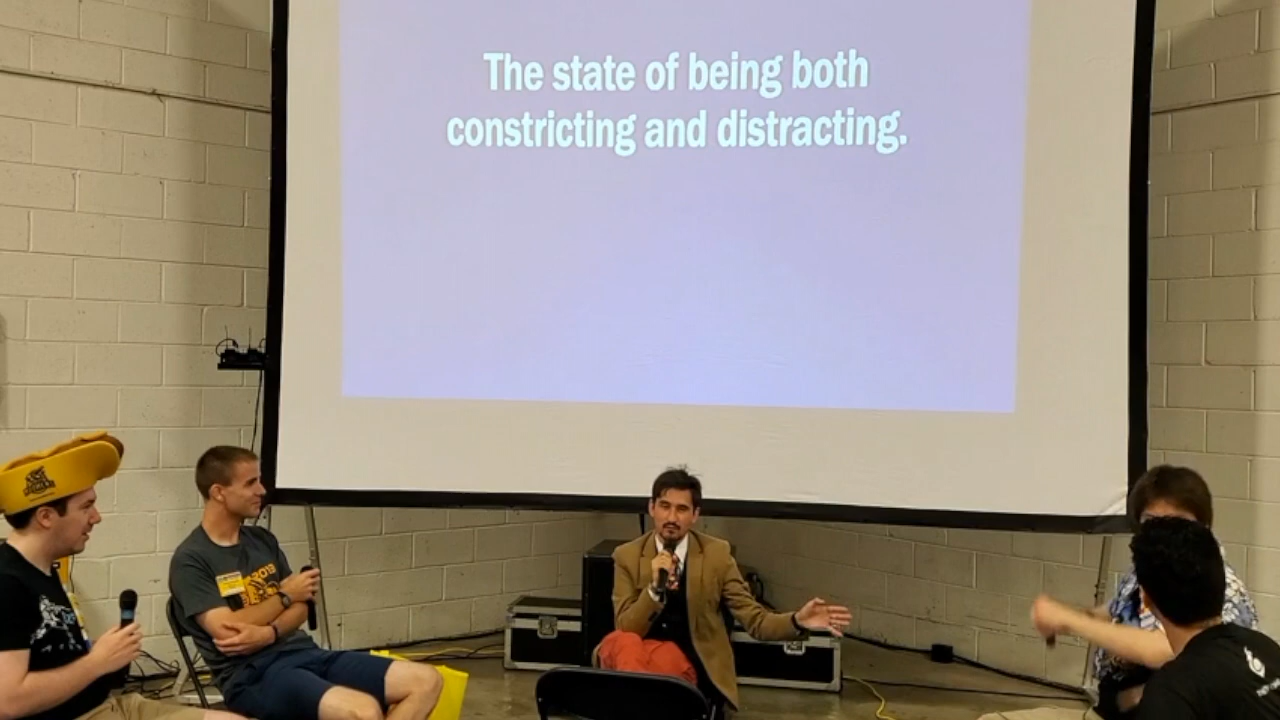 The state of being both
constricting and distracting.